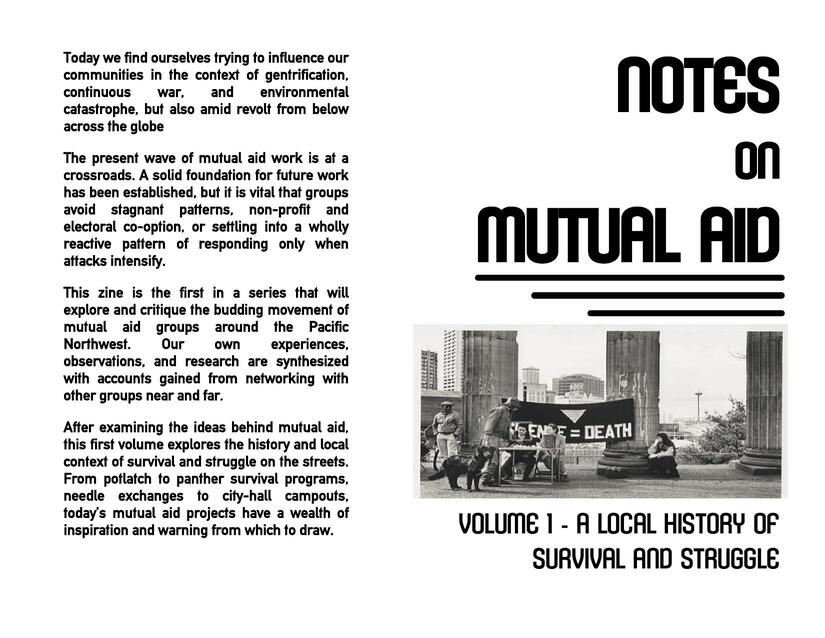 Today we find ourselves trying to influence our
communities in the context of gentrification,
continuous war, and environmental
catastrophe, but also amid revolt from below
across the globe
The present wave of mutual aid work is at a
crossroads. A solid foundation for future work
has been established, but it is vital that groups
avoid stagnant patterns, non-profit and
electoral co-option, or settling into a wholly
reactive pattern of responding only when
attacks intensify.
This zine is the first in a series that will
explore and critique the budding movement of
mutual aid groups around the Pacific
Northwest. Our own experiences,
observations, and research are synthesized
with accounts gained from networking with
other groups near and far.
After examining the ideas behind mutual aid,
this first volume explores the history and local
context of survival and struggle on the streets.
From potlatch to panther survival programs,
needle exchanges to city-hall campouts,
today's mutual aid projects have a wealth of
inspiration and warning from which to draw.
NOTES
ON
MUTUAL AID
= DEATH
VOLUME 1 - A LOCAL HISTORY OF
SURVIVAL AND STRUGGLE